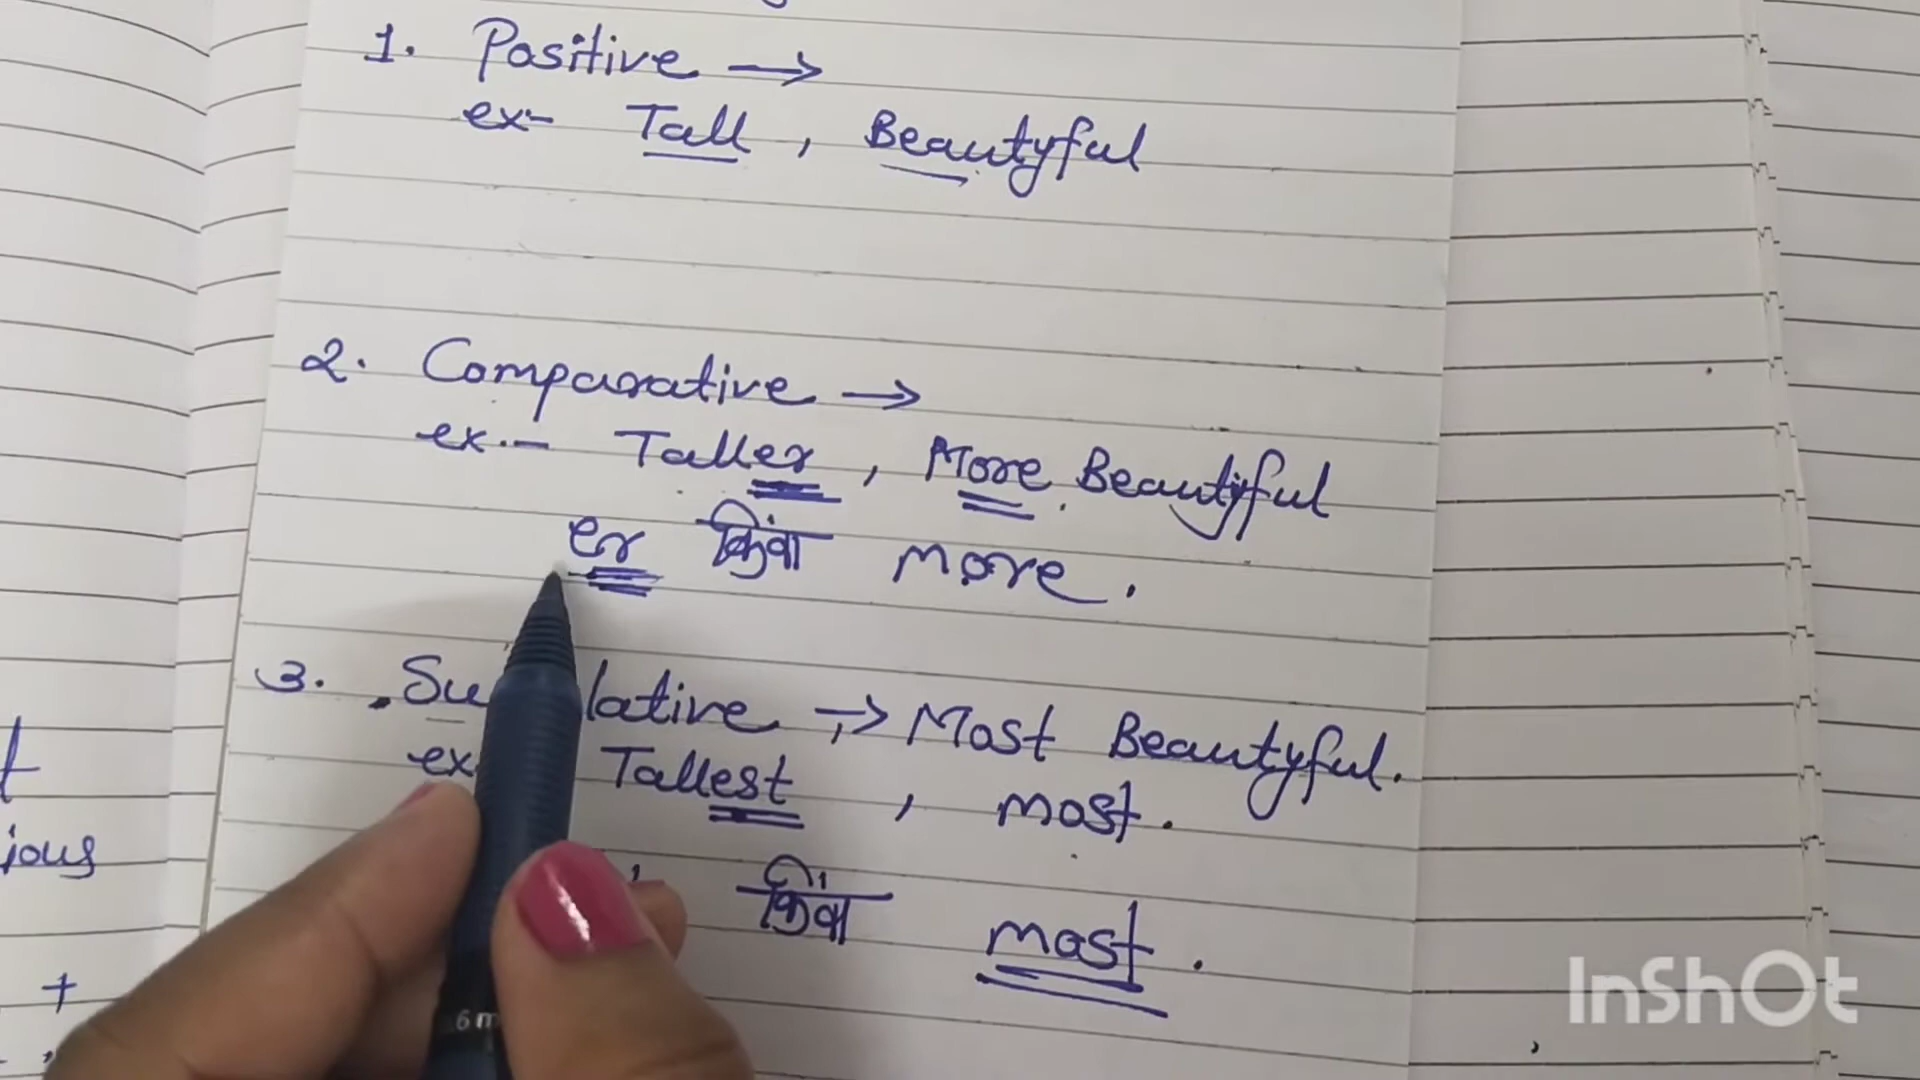 1. Positive →
ex- Tall , Beautyful
2. Comparative →
ex.- Taller , More Beautyful
er किंवा more .
3. Su lative → Most Beautyful.
ex Tallest , most .
किंवा most .
ious
+
6 m
InShOt